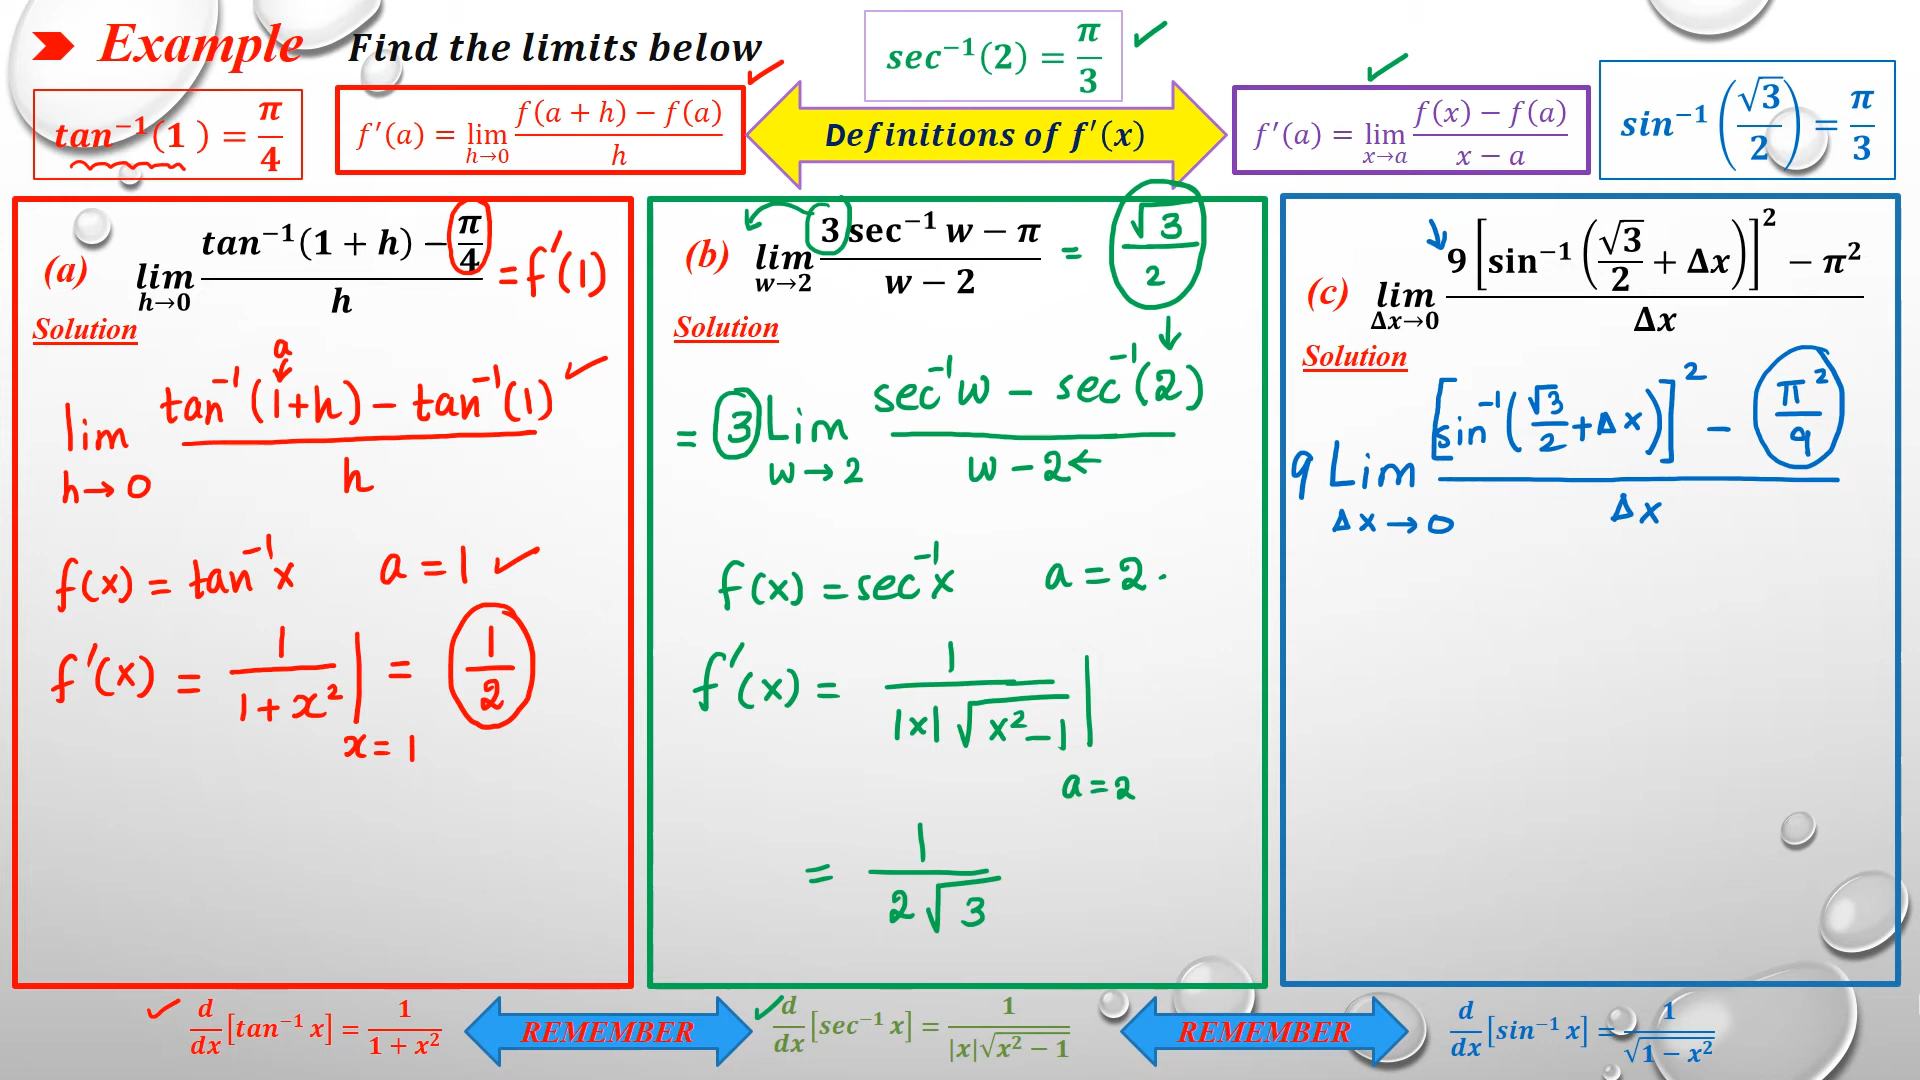 Example Find the limits below
sec⁻¹(2) = π/3 ✓
tan⁻¹(1 ) = π/4
f′(a) = lim h→0 (f(a + h) − f(a))/h ✓
Definitions of f′(x)
f′(a) = lim x→a (f(x) − f(a))/(x − a) ✓
sin⁻¹(√3/2) = π/3
(a) lim h→0 (tan⁻¹(1 + h) − π/4)/h = f′(1)
Solution
a
lim h→0 (tan⁻¹(1+h) − tan⁻¹(1))/h ✓
f(x) = tan⁻¹x a = 1 ✓
f′(x) = 1/(1+x²) | x=1 = 1/2
(b) lim w→2 (3 sec⁻¹ w − π)/(w − 2) = √3/2
Solution
= 3 Lim w→2 (sec⁻¹w − sec⁻¹(2))/(w − 2) ←
f(x) = sec⁻¹x a = 2 .
f′(x) = 1/(|x|√(x²−1)) | a=2
= 1/(2√3)
(c) lim Δx→0 (9[sin⁻¹(√3/2 + Δx)]² − π²)/Δx
Solution
9 Lim Δx→0 ([sin⁻¹(√3/2 + Δx)]² − π²/9)/Δx
✓ d/dx [tan⁻¹ x] = 1/(1 + x²)
REMEMBER
✓ d/dx [sec⁻¹ x] = 1/(|x|√(x² − 1))
REMEMBER
d/dx [sin⁻¹ x] = 1/√(1 − x²)